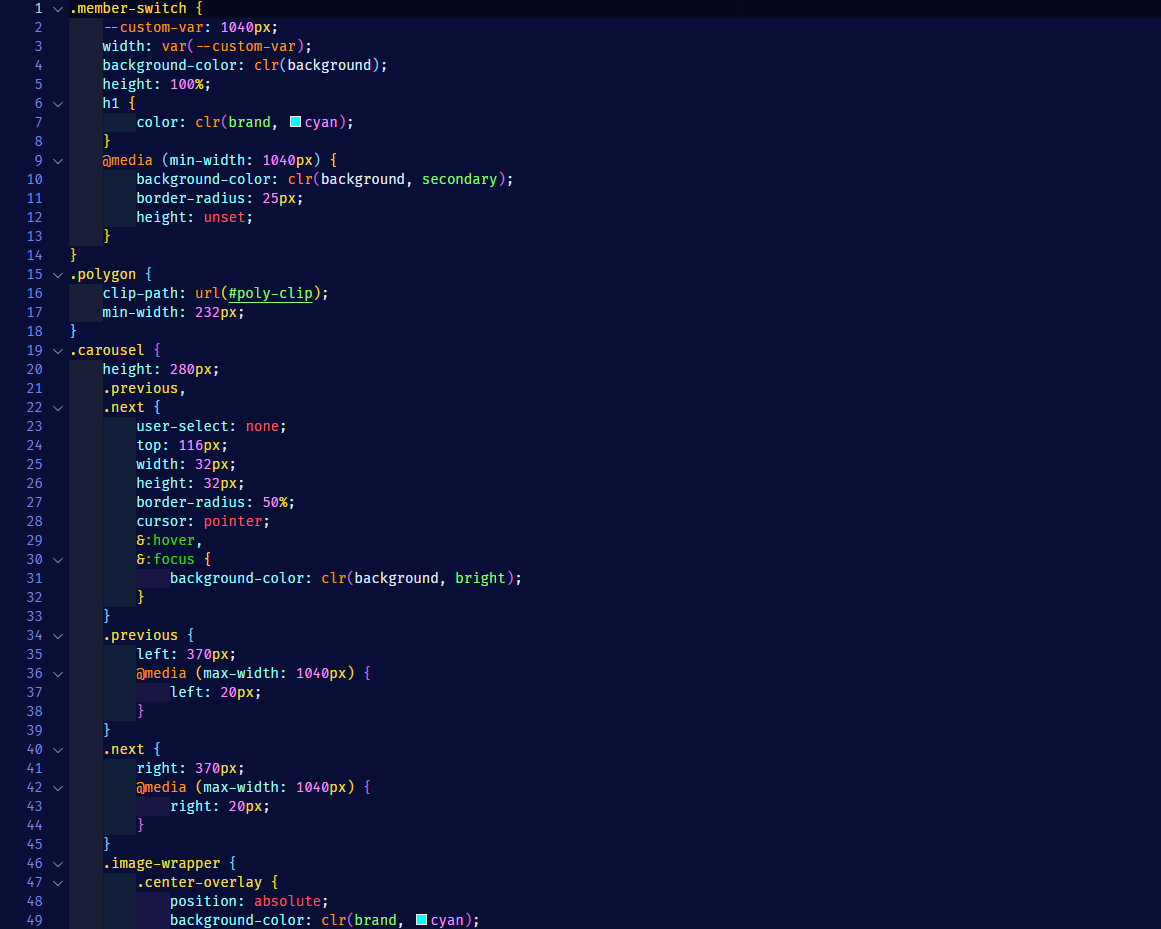 1 .member-switch {
2 --custom-var: 1040px;
3 width: var(--custom-var);
4 background-color: clr(background);
5 height: 100%;
6 h1 {
7 color: clr(brand, cyan);
8 }
9 @media (min-width: 1040px) {
10 background-color: clr(background, secondary);
11 border-radius: 25px;
12 height: unset;
13 }
14 }
15 .polygon {
16 clip-path: url(#poly-clip);
17 min-width: 232px;
18 }
19 .carousel {
20 height: 280px;
21 .previous,
22 .next {
23 user-select: none;
24 top: 116px;
25 width: 32px;
26 height: 32px;
27 border-radius: 50%;
28 cursor: pointer;
29 &:hover,
30 &:focus {
31 background-color: clr(background, bright);
32 }
33 }
34 .previous {
35 left: 370px;
36 @media (max-width: 1040px) {
37 left: 20px;
38 }
39 }
40 .next {
41 right: 370px;
42 @media (max-width: 1040px) {
43 right: 20px;
44 }
45 }
46 .image-wrapper {
47 .center-overlay {
48 position: absolute;
49 background-color: clr(brand, cyan);